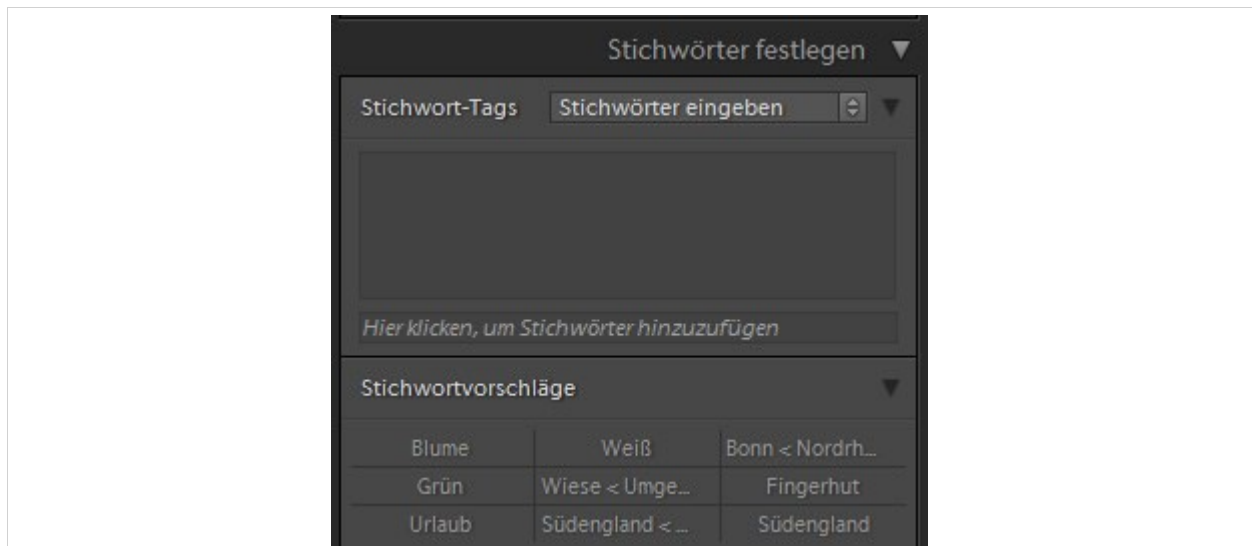 Stichwörter festlegen
Stichwort-Tags Stichwörter eingeben
Hier klicken, um Stichwörter hinzuzufügen
Stichwortvorschläge
Blume Weiß Bonn < Nordrh...
Grün Wiese < Umge... Fingerhut
Urlaub Südengland < ... Südengland